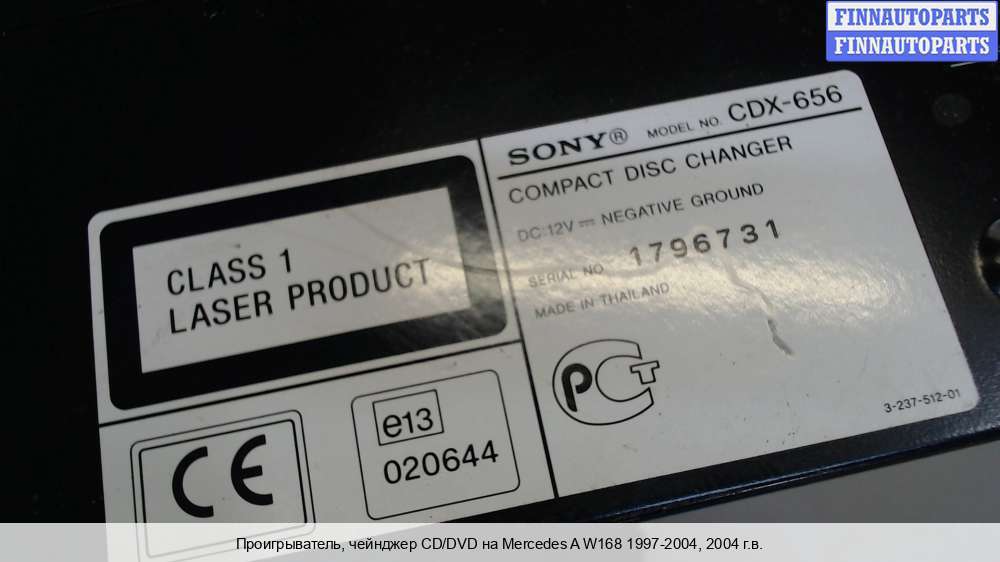 FINNAUTOPARTS
FINNAUTOPARTS
SONY® MODEL NO. CDX-656
COMPACT DISC CHANGER
DC:12V ⎓ NEGATIVE GROUND
SERIAL NO. 1796731
MADE IN THAILAND
CLASS 1
LASER PRODUCT
CE
e13
020644
PCT
3-237-512-01
Проигрыватель, чейнджер CD/DVD на Mercedes A W168 1997-2004, 2004 г.в.